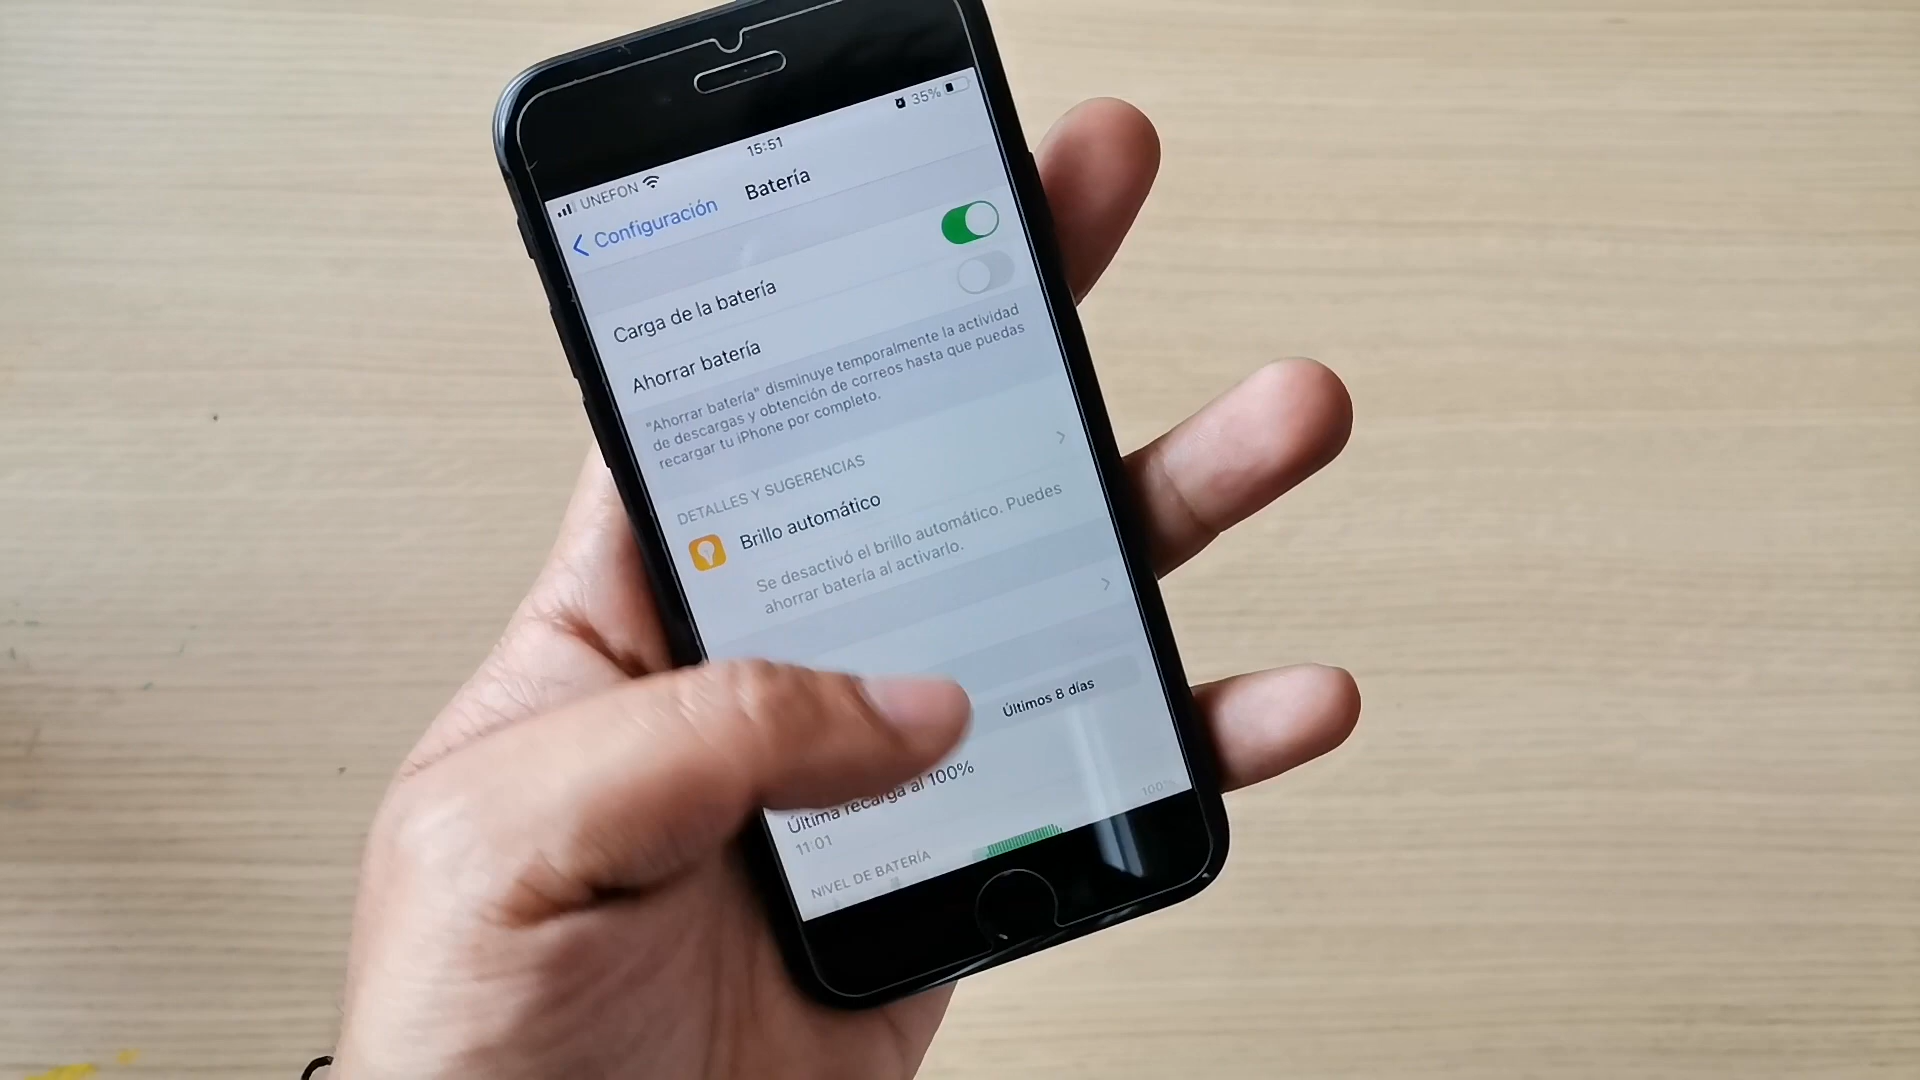 UNEFON
15:51
35%
Configuración
Batería
Carga de la batería
Ahorrar batería
"Ahorrar batería" disminuye temporalmente la actividad
de descargas y obtención de correos hasta que puedas
recargar tu iPhone por completo.
DETALLES Y SUGERENCIAS
Brillo automático
Se desactivó el brillo automático. Puedes
ahorrar batería al activarlo.
Últimos 8 días
Última recarga al 100%
11:01
NIVEL DE BATERÍA
100%